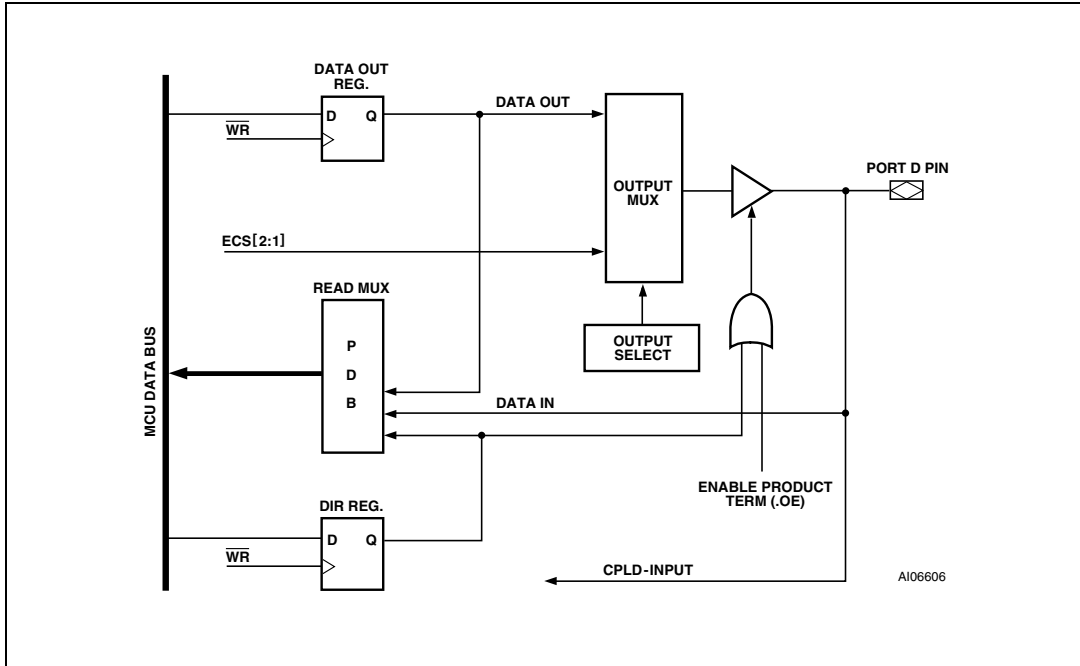 DATA OUT
REG.
D Q
WR
DATA OUT
PORT D PIN
OUTPUT
MUX
ECS[2:1]
READ MUX
P
D
B
OUTPUT
SELECT
MCU DATA BUS
DATA IN
ENABLE PRODUCT
TERM (.OE)
DIR REG.
D Q
WR
CPLD-INPUT
AI06606